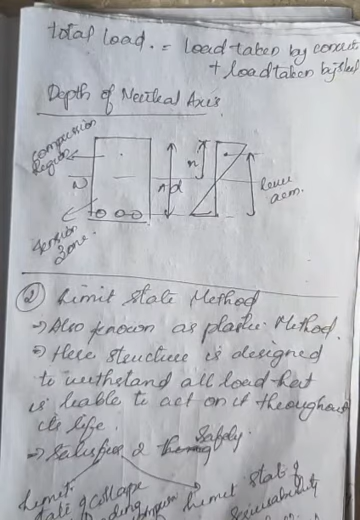 total load. = load taken by concret
+ load taken by steel
Depth of Neutral Axis
Compression
Region
N
n
d
n
lever
arm.
Tension
Zone.
② Limit State Method
→ Also known as plastic Method.
→ Here structure is designed
to withstand all load that
is liable to act on it throughout
its life.
→ Satisfies 2 Safety.
Limit
state of collapse
limit state of
Serviceability